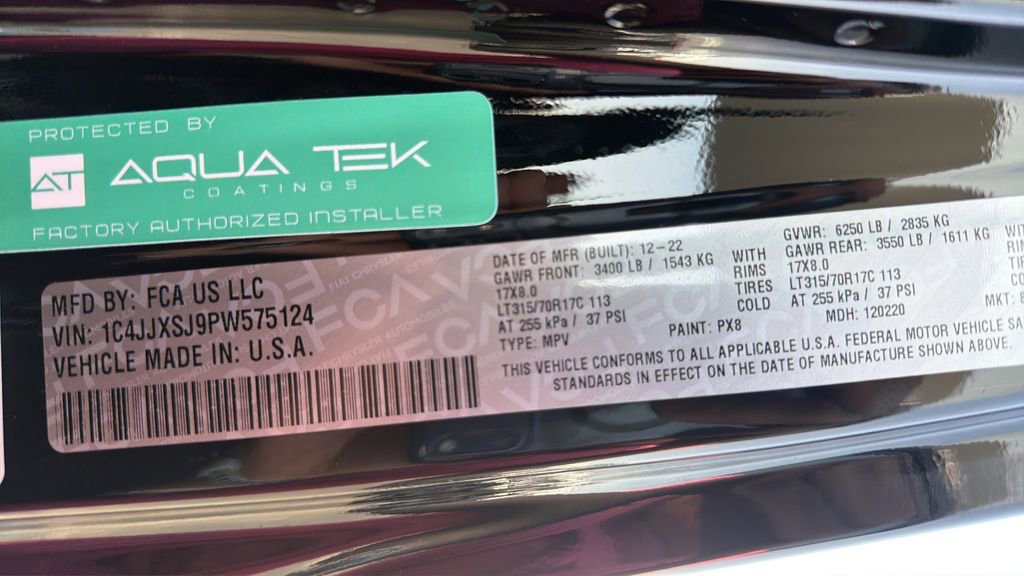 PROTECTED BY
AT AQUA TEK
COATINGS
FACTORY AUTHORIZED INSTALLER
MFD BY: FCA US LLC
VIN: 1C4JJXSJ9PW575124
VEHICLE MADE IN: U.S.A.
DATE OF MFR (BUILT): 12-22 GVWR: 6250 LB / 2835 KG
GAWR FRONT: 3400 LB / 1543 KG WITH GAWR REAR: 3550 LB / 1611 KG WITH
17X8.0 RIMS 17X8.0
LT315/70R17C 113 TIRES LT315/70R17C 113
AT 255 kPa / 37 PSI COLD AT 255 kPa / 37 PSI
TYPE: MPV PAINT: PX8 MDH: 120220 MKT:
THIS VEHICLE CONFORMS TO ALL APPLICABLE U.S.A. FEDERAL MOTOR VEHICLE SA
STANDARDS IN EFFECT ON THE DATE OF MANUFACTURE SHOWN ABOVE.